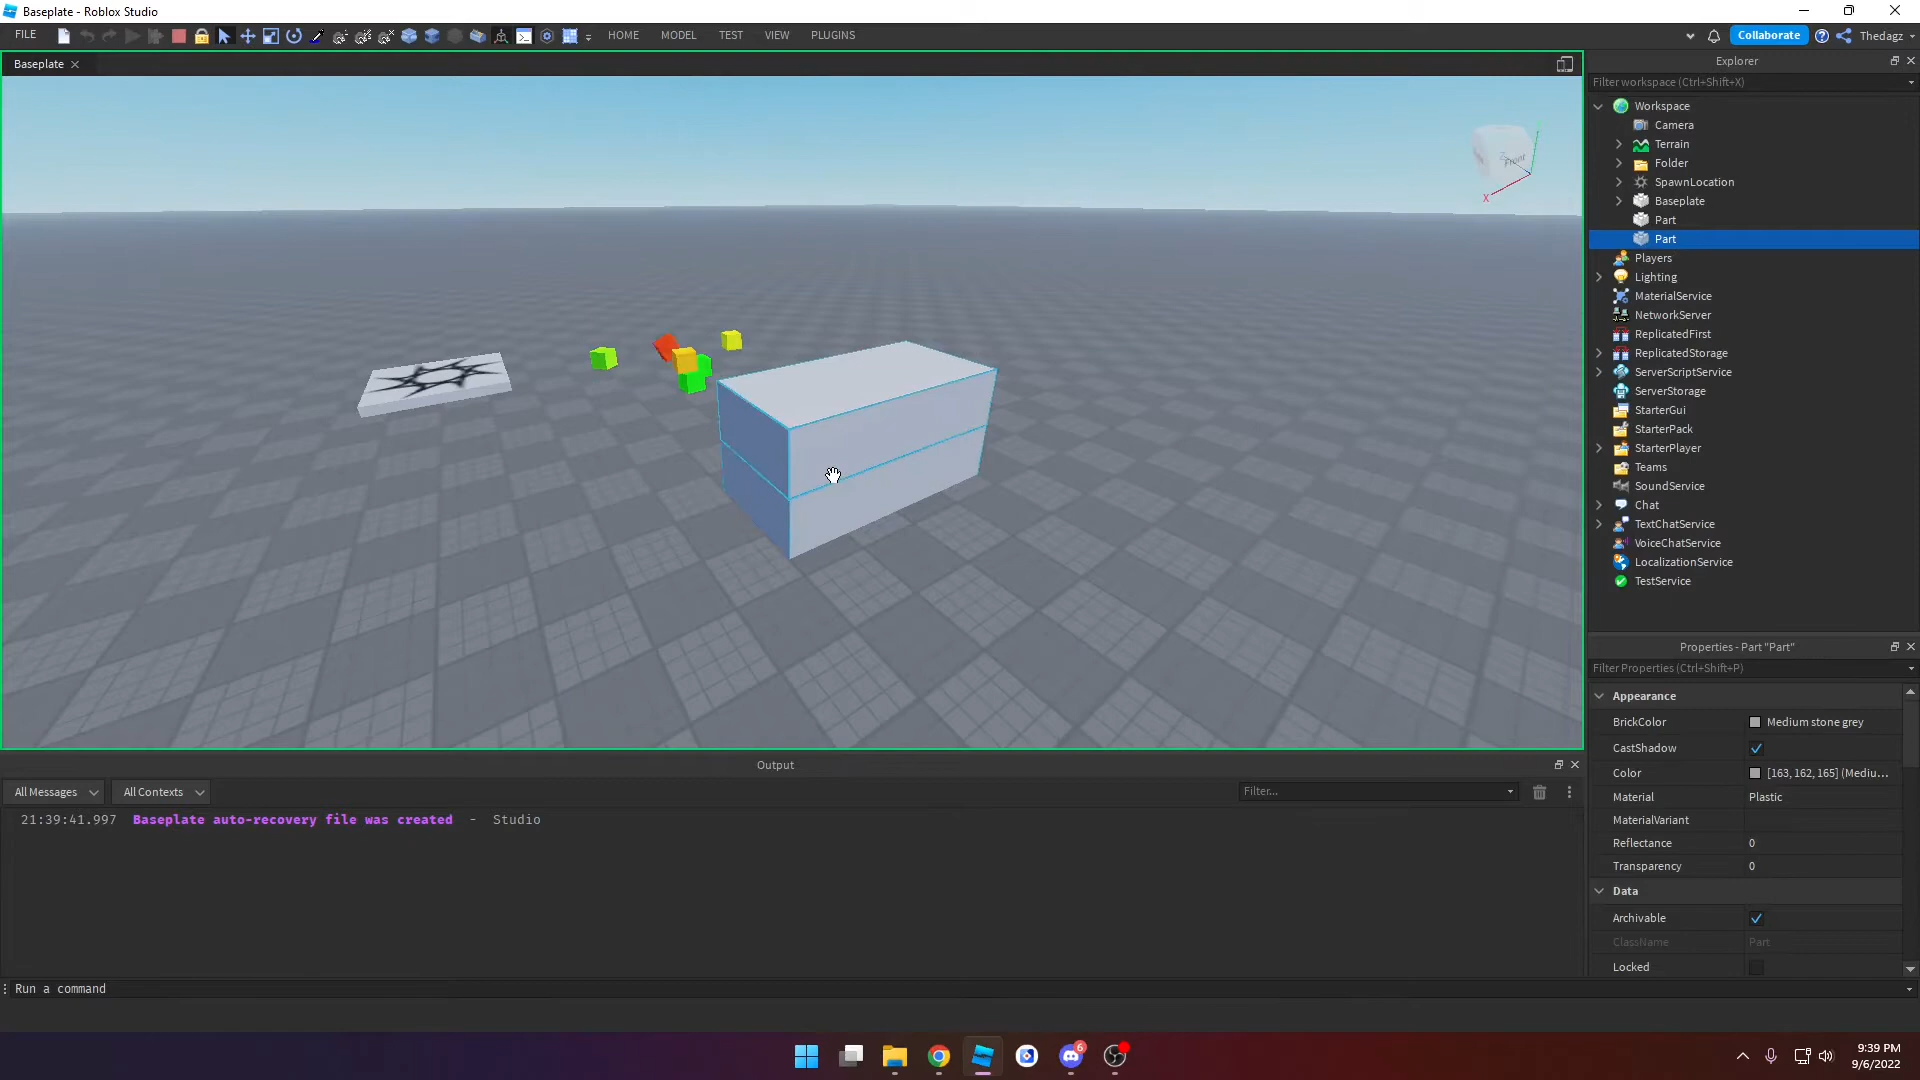 Baseplate - Roblox Studio
FILE HOME MODEL TEST VIEW PLUGINS Collaborate Thedagz
Baseplate
Front
X
Explorer
Filter workspace (Ctrl+Shift+X)
Workspace
Camera
Terrain
Folder
SpawnLocation
Baseplate
Part
Part
Players
Lighting
MaterialService
NetworkServer
ReplicatedFirst
ReplicatedStorage
ServerScriptService
ServerStorage
StarterGui
StarterPack
StarterPlayer
Teams
SoundService
Chat
TextChatService
VoiceChatService
LocalizationService
TestService
Properties - Part "Part"
Filter Properties (Ctrl+Shift+P)
Appearance
BrickColor Medium stone grey
CastShadow
Color [163, 162, 165] (Mediu...
Material Plastic
MaterialVariant
Reflectance 0
Transparency 0
Data
Archivable
ClassName Part
Locked
Output
All Messages All Contexts Filter...
21:39:41.997 Baseplate auto-recovery file was created - Studio
Run a command
6
9:39 PM
9/6/2022